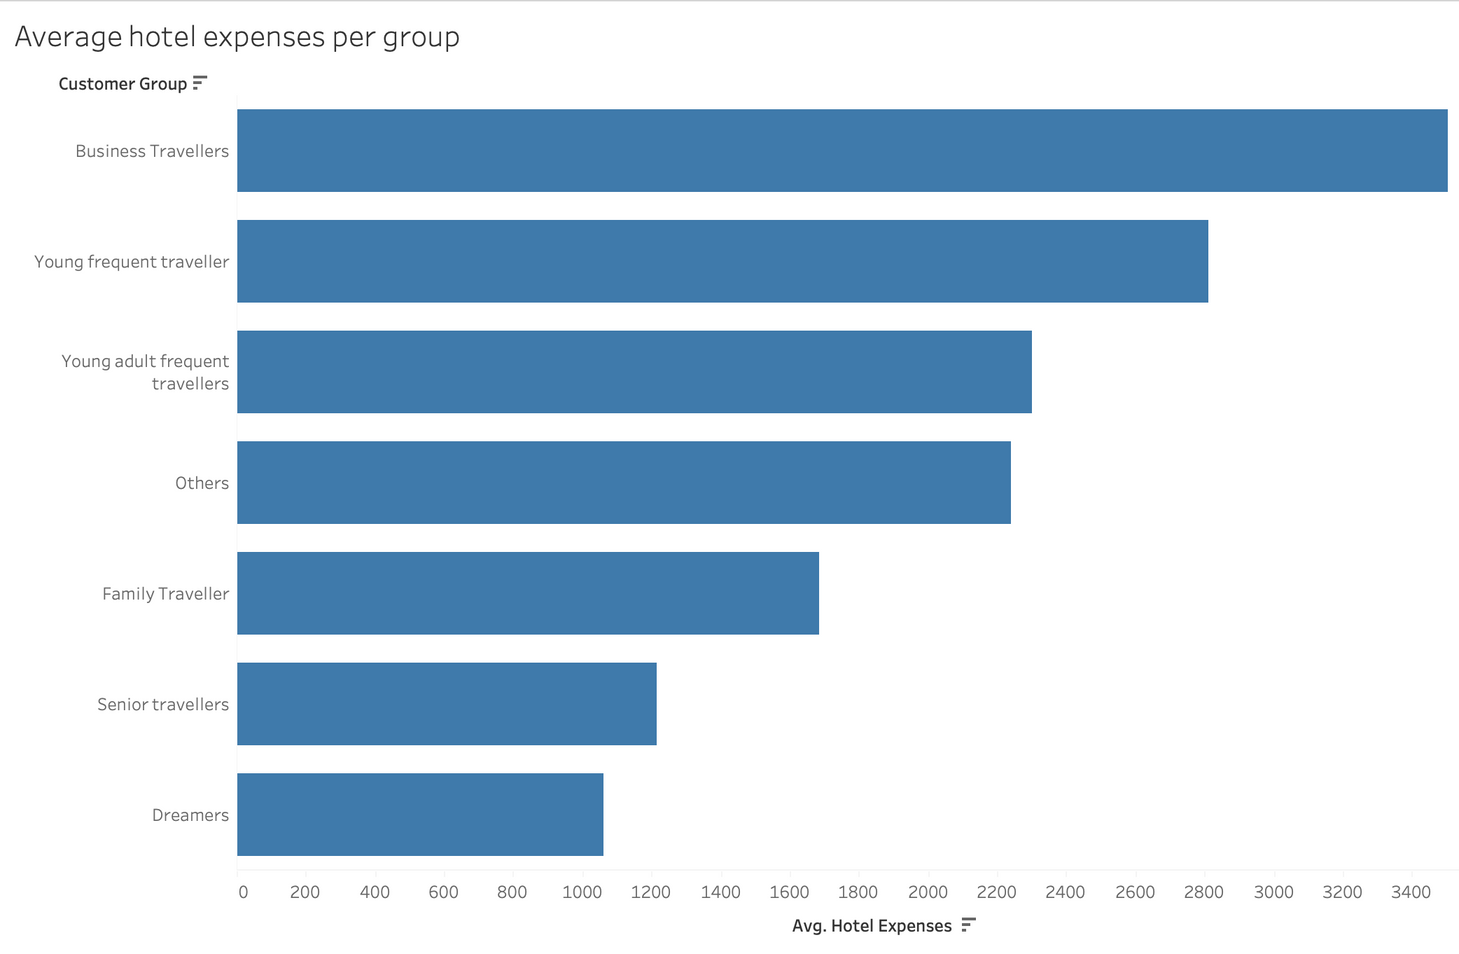 Average hotel expenses per group
Customer Group
Business Travellers
Young frequent traveller
Young adult frequent
travellers
Others
Family Traveller
Senior travellers
Dreamers
0 200 400 600 800 1000 1200 1400 1600 1800 2000 2200 2400 2600 2800 3000 3200 3400
Avg. Hotel Expenses